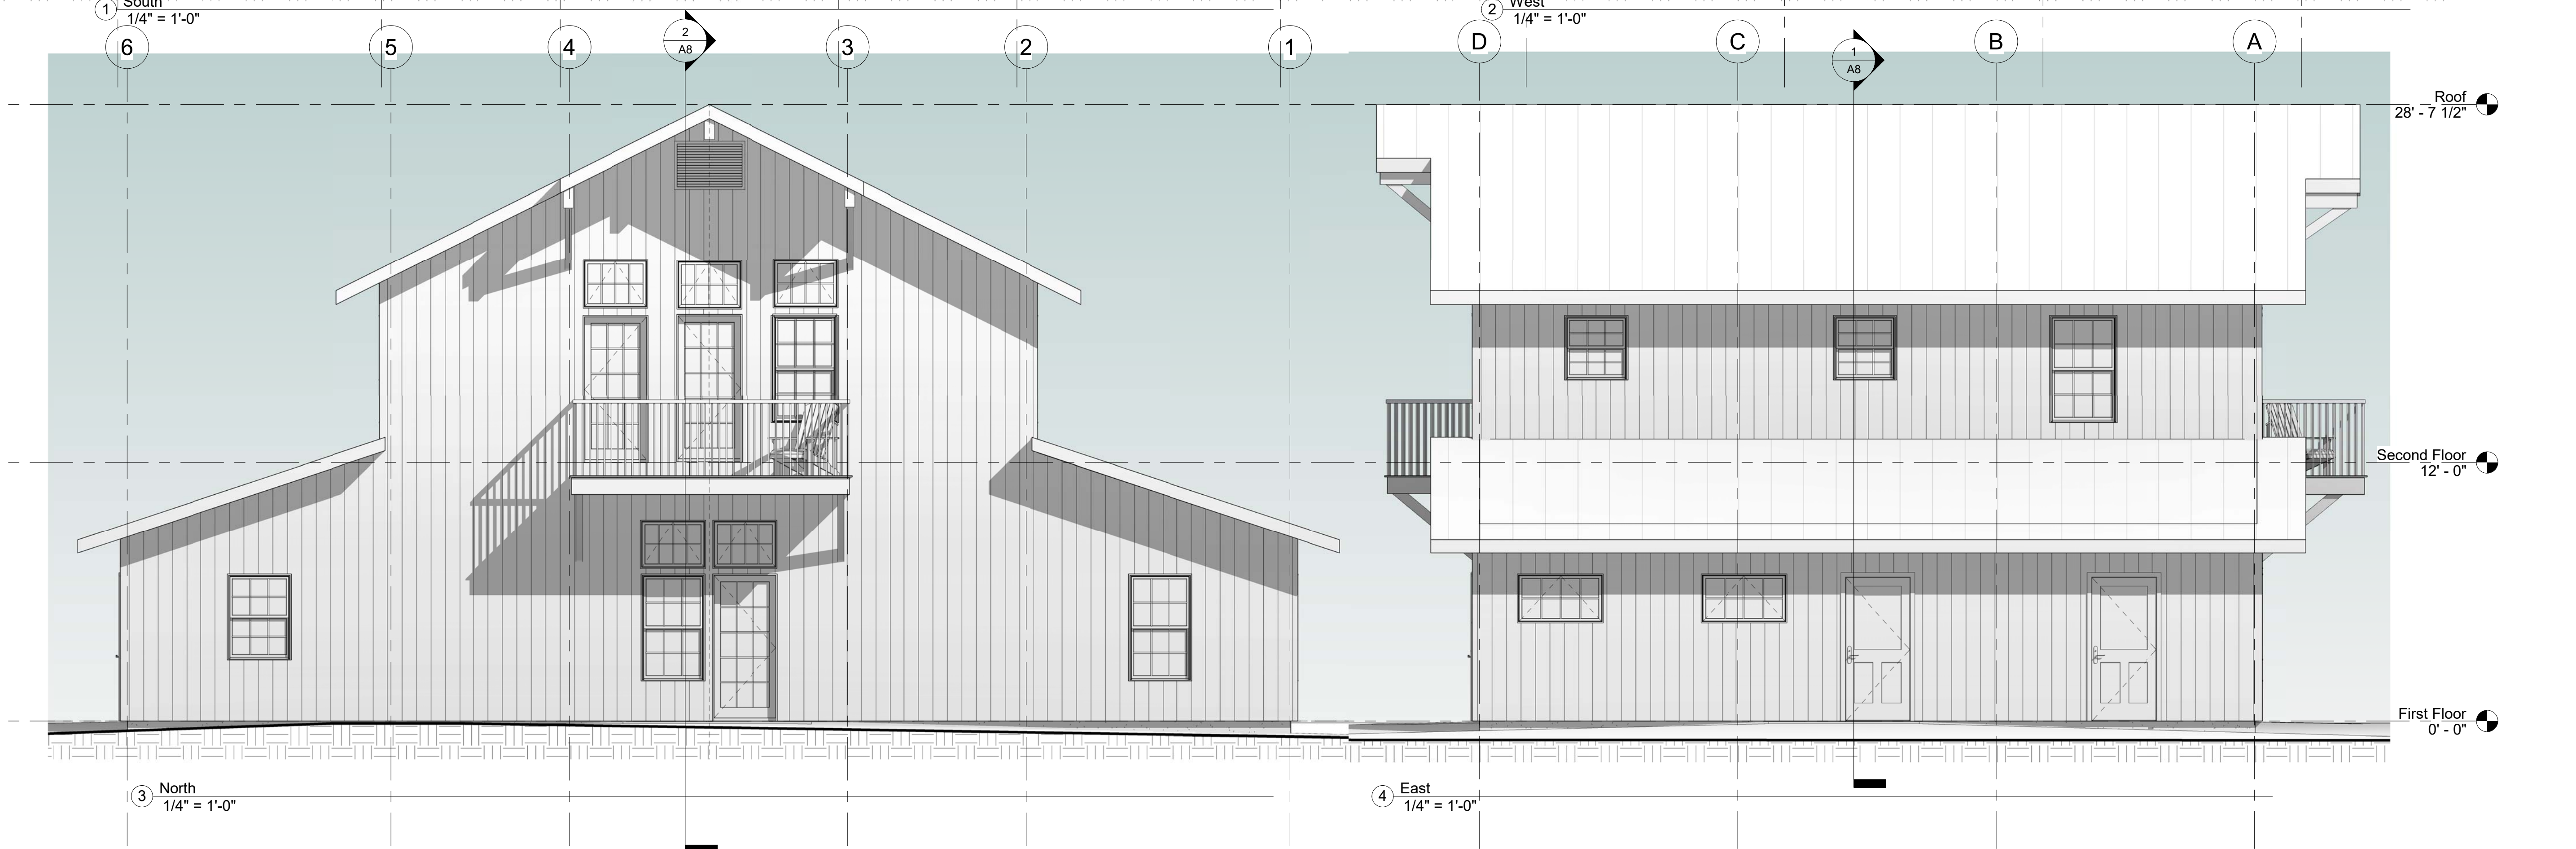 1 South
1/4" = 1'-0"
2 West
1/4" = 1'-0"
6 5 4 2 3 2 1
A8
D C 1 B A
A8
Roof
28' - 7 1/2"
Second Floor
12' - 0"
First Floor
0' - 0"
3 North
1/4" = 1'-0"
4 East
1/4" = 1'-0"